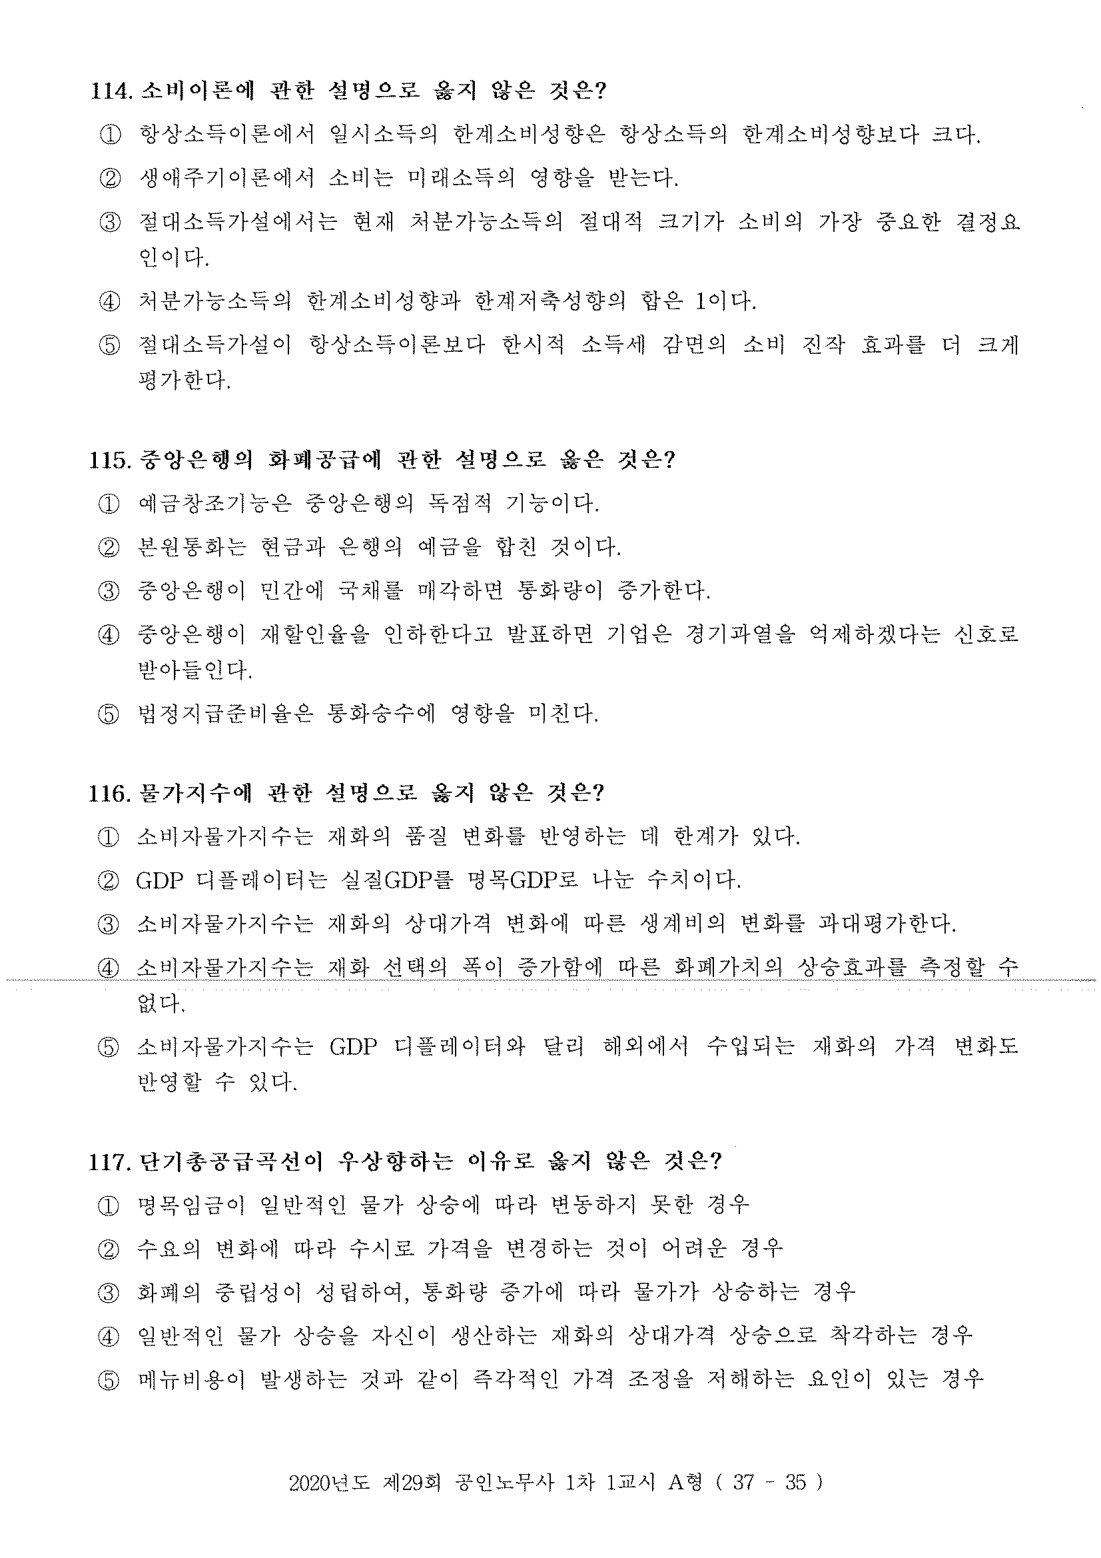 114. 소비이론에 관한 설명으로 옳지 않은 것은?
① 항상소득이론에서 일시소득의 한계소비성향은 항상소득의 한계소비성향보다 크다.
② 생애주기이론에서 소비는 미래소득의 영향을 받는다.
③ 절대소득가설에서는 현재 처분가능소득의 절대적 크기가 소비의 가장 중요한 결정요
인이다.
④ 처분가능소득의 한계소비성향과 한계저축성향의 합은 1이다.
⑤ 절대소득가설이 항상소득이론보다 한시적 소득세 감면의 소비 진작 효과를 더 크게
평가한다.
115. 중앙은행의 화폐공급에 관한 설명으로 옳은 것은?
① 예금창조기능은 중앙은행의 독점적 기능이다.
② 본원통화는 현금과 은행의 예금을 합친 것이다.
③ 중앙은행이 민간에 국채를 매각하면 통화량이 증가한다.
④ 중앙은행이 재할인율을 인하한다고 발표하면 기업은 경기과열을 억제하겠다는 신호로
받아들인다.
⑤ 법정지급준비율은 통화승수에 영향을 미친다.
116. 물가지수에 관한 설명으로 옳지 않은 것은?
① 소비자물가지수는 재화의 품질 변화를 반영하는 데 한계가 있다.
② GDP 디플레이터는 실질GDP를 명목GDP로 나눈 수치이다.
③ 소비자물가지수는 재화의 상대가격 변화에 따른 생계비의 변화를 과대평가한다.
④ 소비자물가지수는 재화 선택의 폭이 증가함에 따른 화폐가치의 상승효과를 측정할 수
없다.
⑤ 소비자물가지수는 GDP 디플레이터와 달리 해외에서 수입되는 재화의 가격 변화도
반영할 수 있다.
117. 단기총공급곡선이 우상향하는 이유로 옳지 않은 것은?
① 명목임금이 일반적인 물가 상승에 따라 변동하지 못한 경우
② 수요의 변화에 따라 수시로 가격을 변경하는 것이 어려운 경우
③ 화폐의 중립성이 성립하여, 통화량 증가에 따라 물가가 상승하는 경우
④ 일반적인 물가 상승을 자신이 생산하는 재화의 상대가격 상승으로 착각하는 경우
⑤ 메뉴비용이 발생하는 것과 같이 즉각적인 가격 조정을 저해하는 요인이 있는 경우
2020년도 제29회 공인노무사 1차 1교시 A형 ( 37 - 35 )